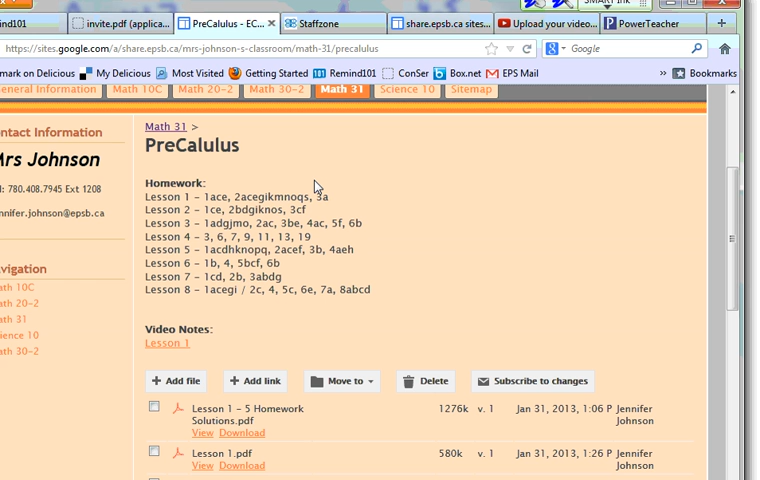 SMART Ink
ind101
invite.pdf (applica...
PreCalulus - EC...
Staffzone
share.epsb.ca sites...
Upload your video...
PowerTeacher
https://sites.google.com/a/share.epsb.ca/mrs-johnson-s-classroom/math-31/precalulus
Google
mark on Delicious
My Delicious
Most Visited
Getting Started
Remind101
ConSer
Box.net
EPS Mail
Bookmarks
eneral Information
Math 10C
Math 20-2
Math 30-2
Math 31
Science 10
Sitemap
ontact Information
Mrs Johnson
l: 780.408.7945 Ext 1208
nnifer.johnson@epsb.ca
avigation
ath 10C
ath 20-2
ath 31
ience 10
ath 30-2
Math 31 >
PreCalulus
Homework:
Lesson 1 - 1ace, 2acegikmnoqs, 3a
Lesson 2 - 1ce, 2bdgiknos, 3cf
Lesson 3 - 1adgjmo, 2ac, 3be, 4ac, 5f, 6b
Lesson 4 - 3, 6, 7, 9, 11, 13, 19
Lesson 5 - 1acdhknopq, 2acef, 3b, 4aeh
Lesson 6 - 1b, 4, 5bcf, 6b
Lesson 7 - 1cd, 2b, 3abdg
Lesson 8 - 1acegi / 2c, 4, 5c, 6e, 7a, 8abcd
Video Notes:
Lesson 1
+ Add file
+ Add link
Move to
Delete
Subscribe to changes
Lesson 1 - 5 Homework Solutions.pdf
1276k
v. 1
Jan 31, 2013, 1:06 P
Jennifer Johnson
View
Download
Lesson 1.pdf
580k
v. 1
Jan 31, 2013, 1:26 P
Jennifer Johnson
View
Download